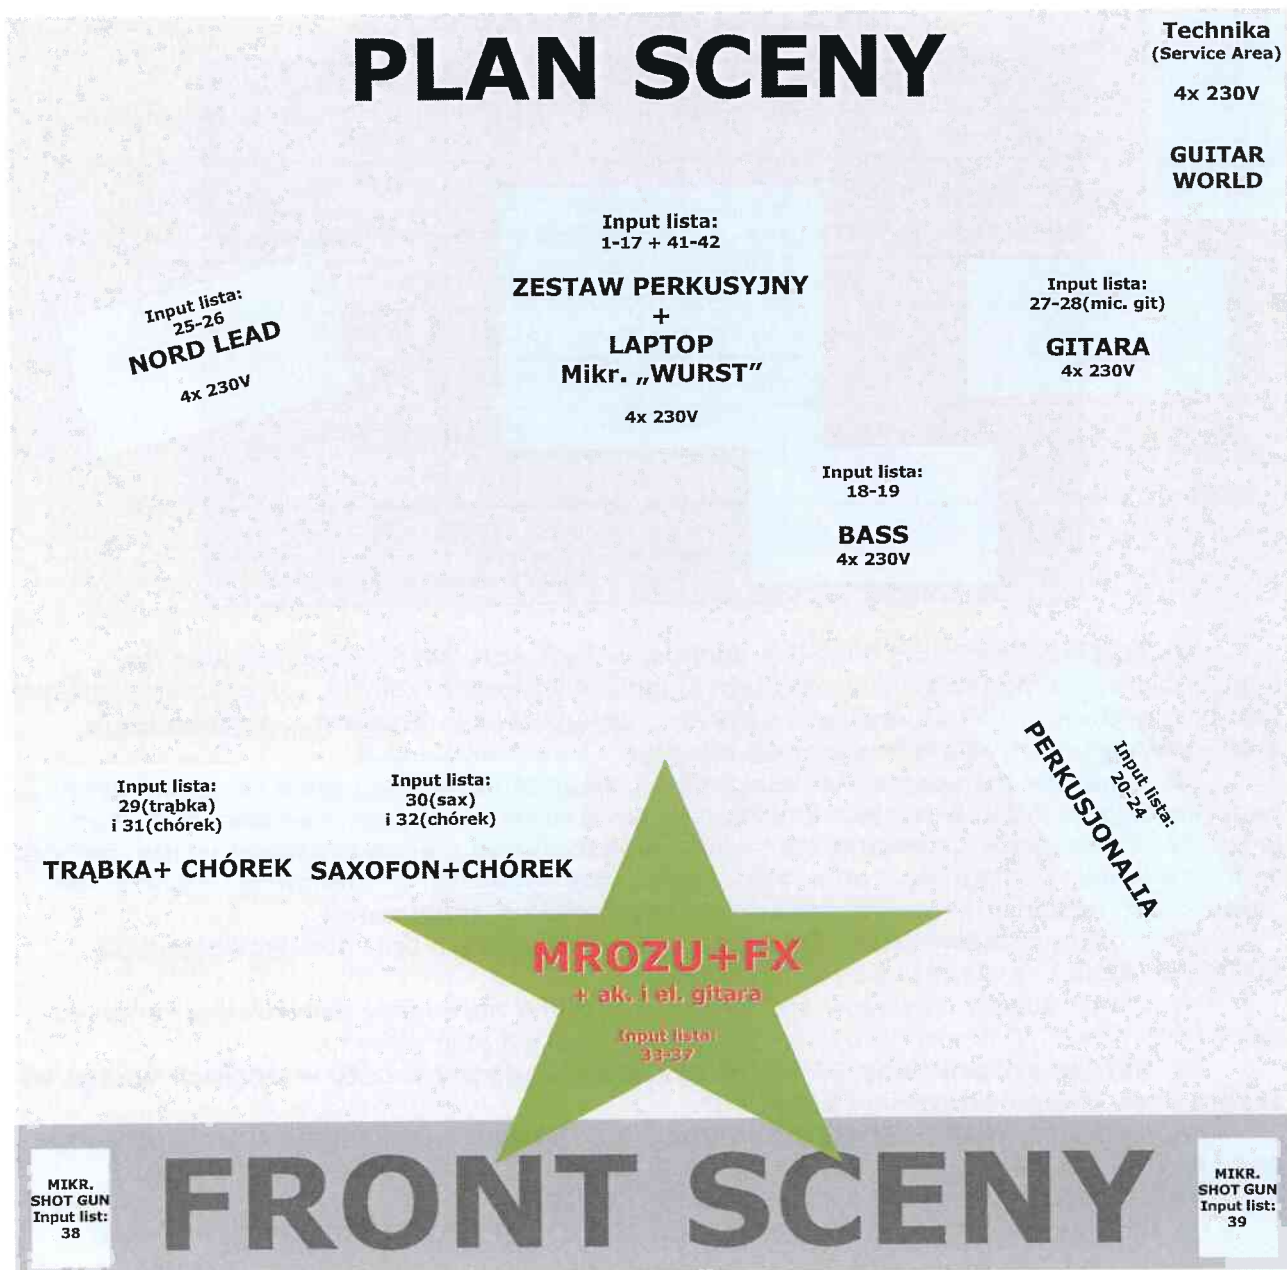 PLAN SCENY
Technika
(Service Area)
4x 230V
GUITAR
WORLD
Input lista:
1-17 + 41-42
ZESTAW PERKUSYJNY
+
LAPTOP
Mikr. „WURST”
4x 230V
Input lista:
25-26
NORD LEAD
4x 230V
Input lista:
27-28(mic. git)
GITARA
4x 230V
Input lista:
18-19
BASS
4x 230V
Input lista:
20-24
PERKUSJONALIA
Input lista:
29(trąbka)
i 31(chórek)
TRĄBKA+ CHÓREK
Input lista:
30(sax)
i 32(chórek)
SAXOFON+CHÓREK
MROZU+FX
+ ak. i el. gitara
Input lista:
33-37
MIKR.
SHOT GUN
Input list:
38
FRONT SCENY
MIKR.
SHOT GUN
Input list:
39